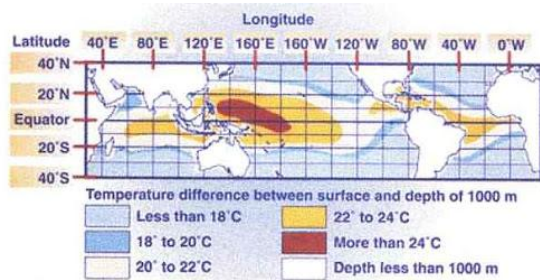 Longitude
Latitude 40˚E 80˚E 120˚E 160˚E 160˚W 120˚W 80˚W 40˚W 0˚W
40˚N
20˚N
Equator
20˚S
40˚S
Temperature difference between surface and depth of 1000 m
Less than 18˚C 22˚ to 24˚C
18˚ to 20˚C More than 24˚C
20˚ to 22˚C Depth less than 1000 m